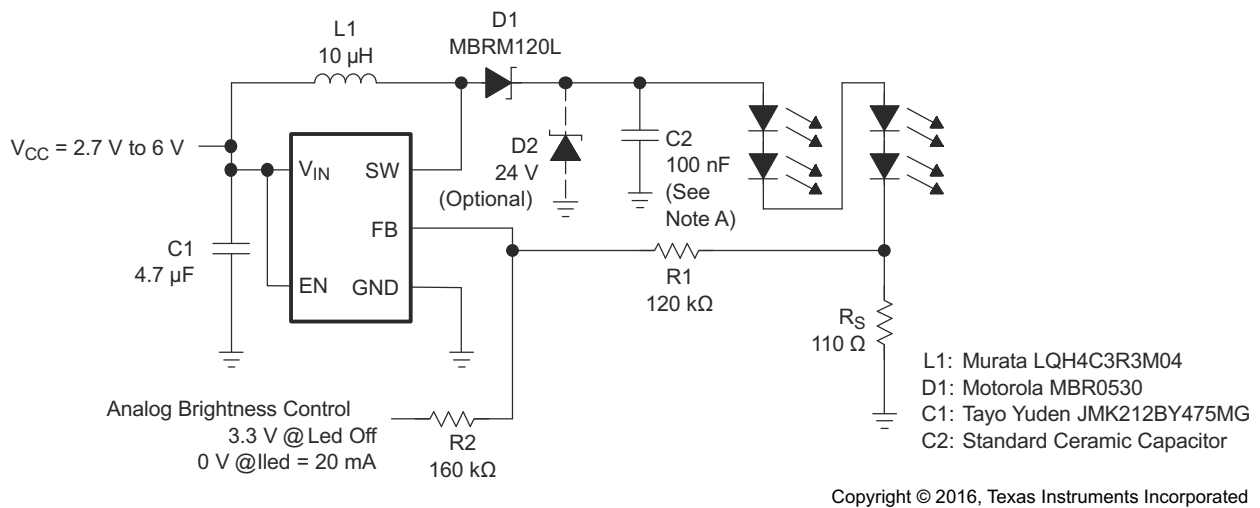 D1
MBRM120L
L1
10 µH
VCC = 2.7 V to 6 V
VIN
SW
D2
24 V
(Optional)
C2
100 nF
(See
Note A)
FB
C1
4.7 µF
EN
GND
R1
120 kΩ
RS
110 Ω
L1: Murata LQH4C3R3M04
D1: Motorola MBR0530
C1: Tayo Yuden JMK212BY475MG
C2: Standard Ceramic Capacitor
Analog Brightness Control
3.3 V @ Led Off
0 V @Iled = 20 mA
R2
160 kΩ
Copyright © 2016, Texas Instruments Incorporated